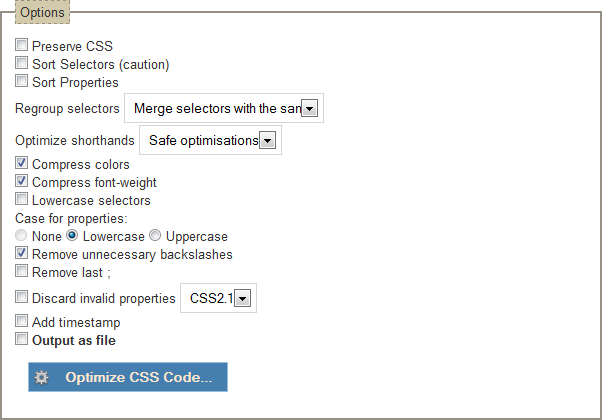 Options
Preserve CSS
Sort Selectors (caution)
Sort Properties
Regroup selectors Merge selectors with the
Optimize shorthands Safe optimisations
Compress colors
Compress font-weight
Lowercase selectors
Case for properties:
None Lowercase Uppercase
Remove unnecessary backslashes
Remove last ;
Discard invalid properties CSS2.1
Add timestamp
Output as file
Optimize CSS Code...